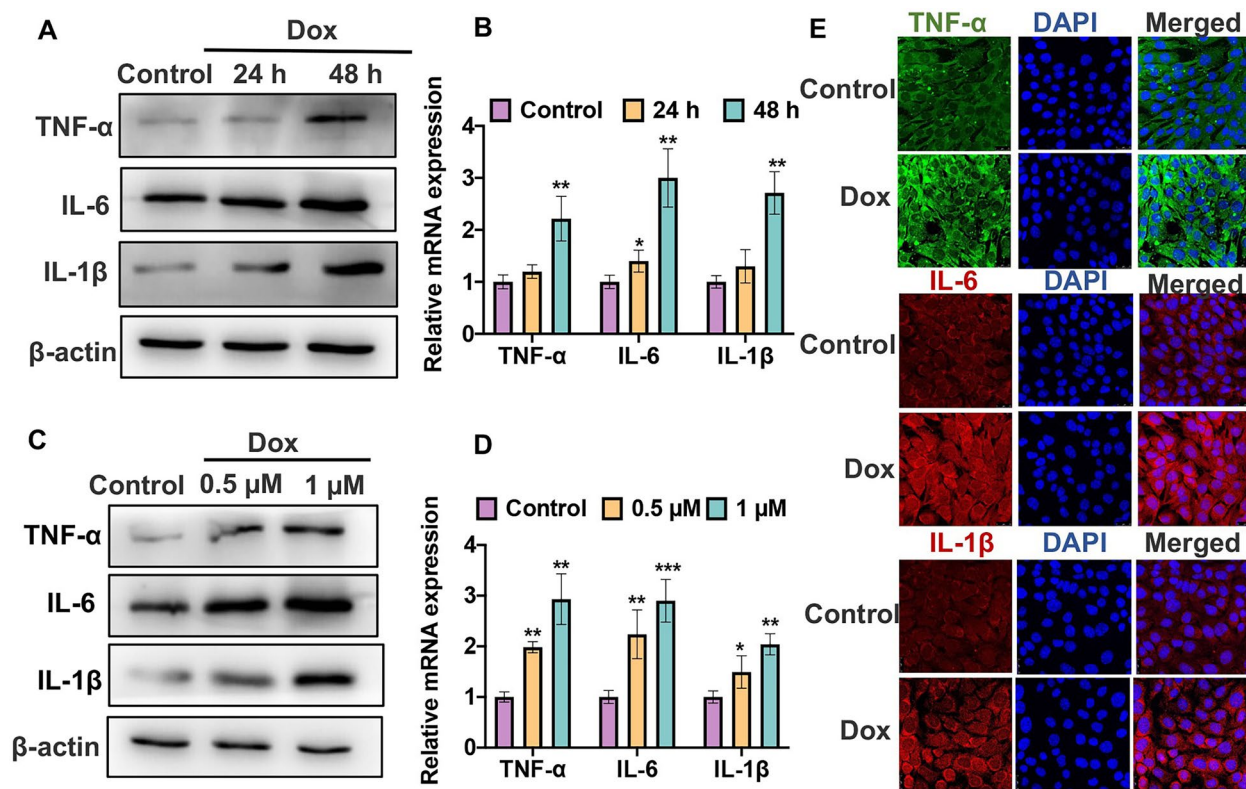 A
Dox
Control 24 h 48 h
TNF-α
IL-6
IL-1β
β-actin
B
Control 24 h 48 h
Relative mRNA expression
4
3
2
1
0
** * ** **
TNF-α IL-6 IL-1β
C
Dox
Control 0.5 μM 1 μM
TNF-α
IL-6
IL-1β
β-actin
D
Control 0.5 μM 1 μM
Relative mRNA expression
4
3
2
1
0
** ** ** *** * **
TNF-α IL-6 IL-1β
E
TNF-α DAPI Merged
Control
Dox
IL-6 DAPI Merged
Control
Dox
IL-1β DAPI Merged
Control
Dox